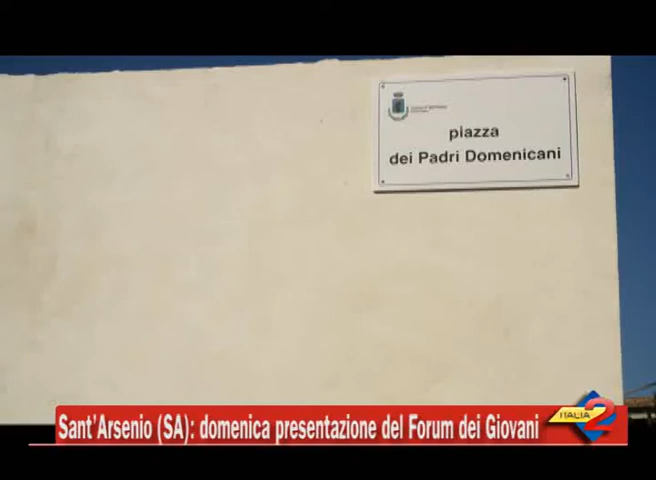 piazza
dei Padri Domenicani
Sant'Arsenio (SA): domenica presentazione del Forum dei Giovani
ITALIA 2